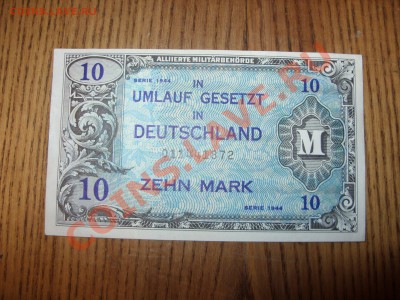 ALLIIERTE MILITÄRBEHÖRDE
10 SERIE 1944 IN 10
UMLAUF GESETZT
IN
DEUTSCHLAND
M
10 ZEHN MARK 10
SERIE 1944
COINS.LAVE.RU